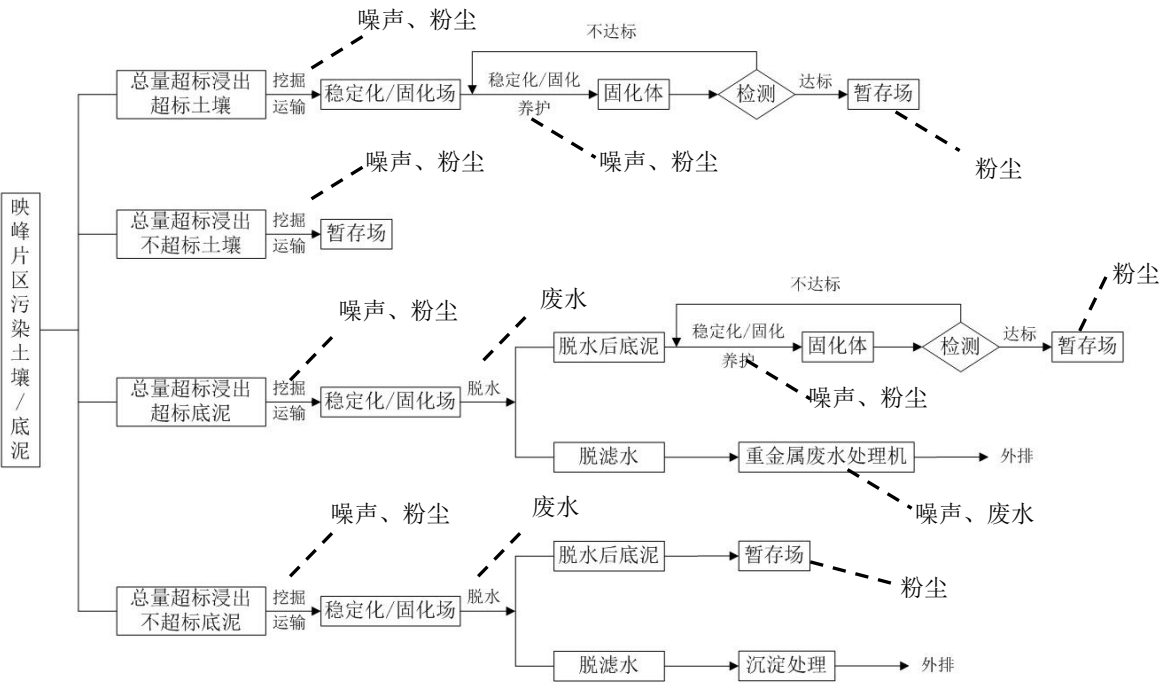 噪声、粉尘
不达标
总量超标浸出
超标土壤
挖掘
运输
稳定化/固化场
稳定化/固化
养护
固化体
检测
达标
暂存场
噪声、粉尘
粉尘
噪声、粉尘
总量超标浸出
不超标土壤
挖掘
运输
暂存场
映峰片区污染土壤/底泥
噪声、粉尘
废水
不达标
粉尘
脱水后底泥
稳定化/固化
养护
固化体
检测
达标
暂存场
总量超标浸出
超标底泥
挖掘
运输
稳定化/固化场
脱水
噪声、粉尘
脱滤水
重金属废水处理机
外排
噪声、废水
噪声、粉尘
废水
脱水后底泥
暂存场
粉尘
总量超标浸出
不超标底泥
挖掘
运输
稳定化/固化场
脱水
脱滤水
沉淀处理
外排